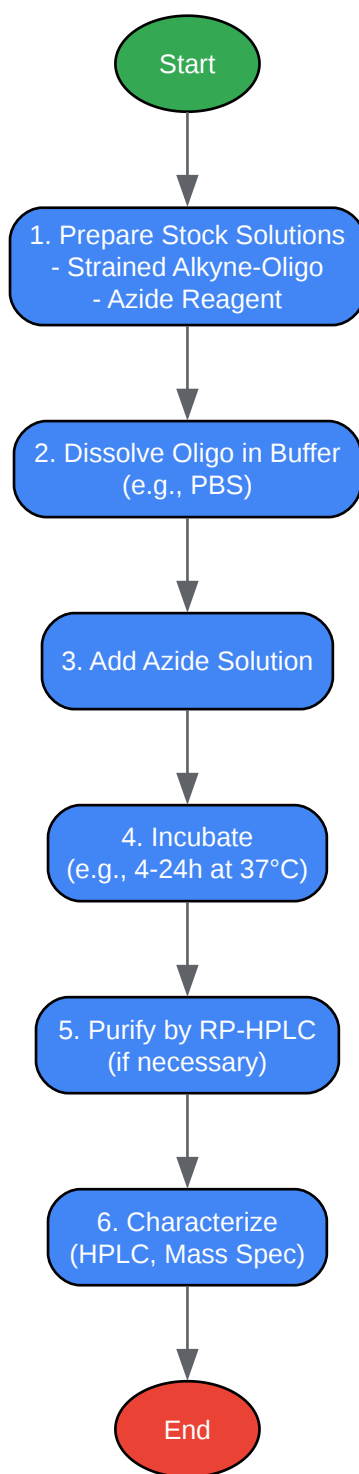 Start
1. Prepare Stock Solutions
- Strained Alkyne-Oligo
- Azide Reagent
2. Dissolve Oligo in Buffer
(e.g., PBS)
3. Add Azide Solution
4. Incubate
(e.g., 4-24h at 37°C)
5. Purify by RP-HPLC
(if necessary)
6. Characterize
(HPLC, Mass Spec)
End